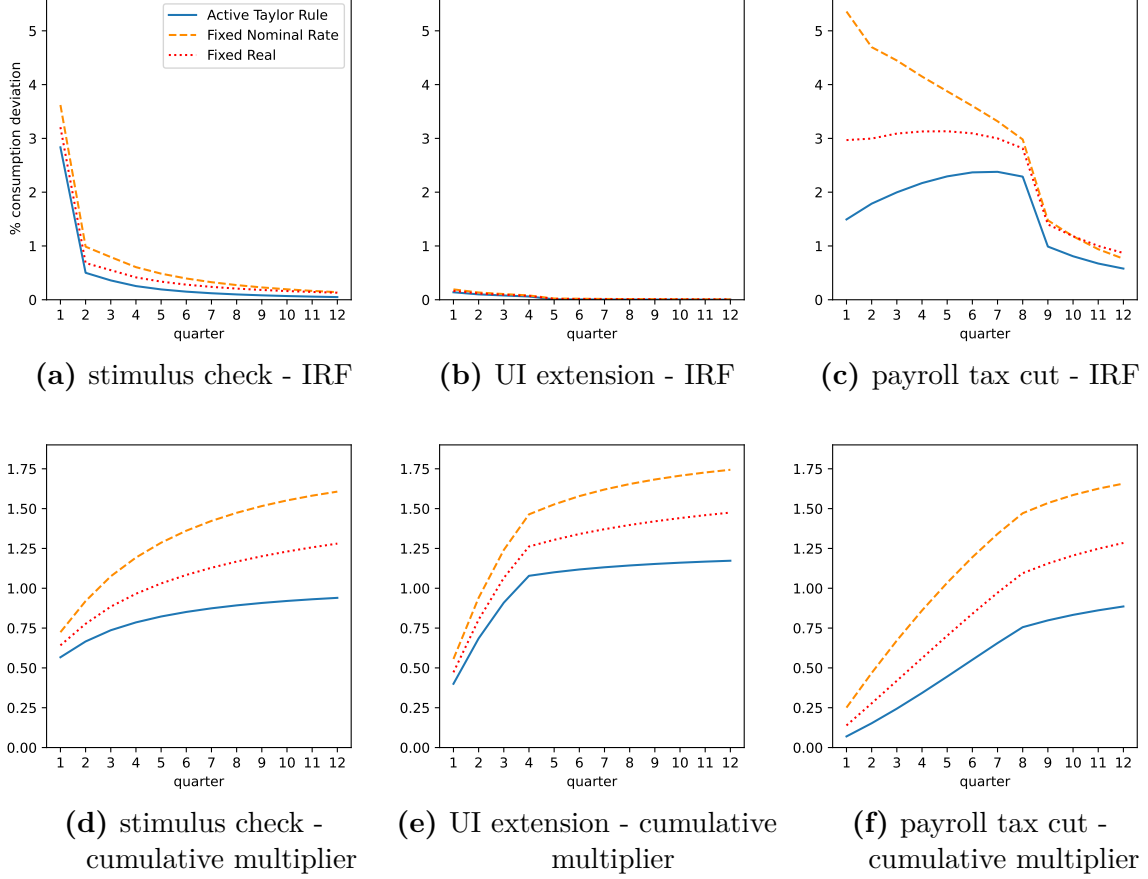 Active Taylor Rule
Fixed Nominal Rate
Fixed Real
% consumption deviation
5
4
3
2
1
0
1 2 3 4 5 6 7 8 9 10 11 12
quarter
(a) stimulus check - IRF
5
4
3
2
1
0
1 2 3 4 5 6 7 8 9 10 11 12
quarter
(b) UI extension - IRF
5
4
3
2
1
0
1 2 3 4 5 6 7 8 9 10 11 12
quarter
(c) payroll tax cut - IRF
1.75
1.50
1.25
1.00
0.75
0.50
0.25
0.00
1 2 3 4 5 6 7 8 9 10 11 12
quarter
(d) stimulus check -
cumulative multiplier
1.75
1.50
1.25
1.00
0.75
0.50
0.25
0.00
1 2 3 4 5 6 7 8 9 10 11 12
quarter
(e) UI extension - cumulative
multiplier
1.75
1.50
1.25
1.00
0.75
0.50
0.25
0.00
1 2 3 4 5 6 7 8 9 10 11 12
quarter
(f) payroll tax cut -
cumulative multiplier